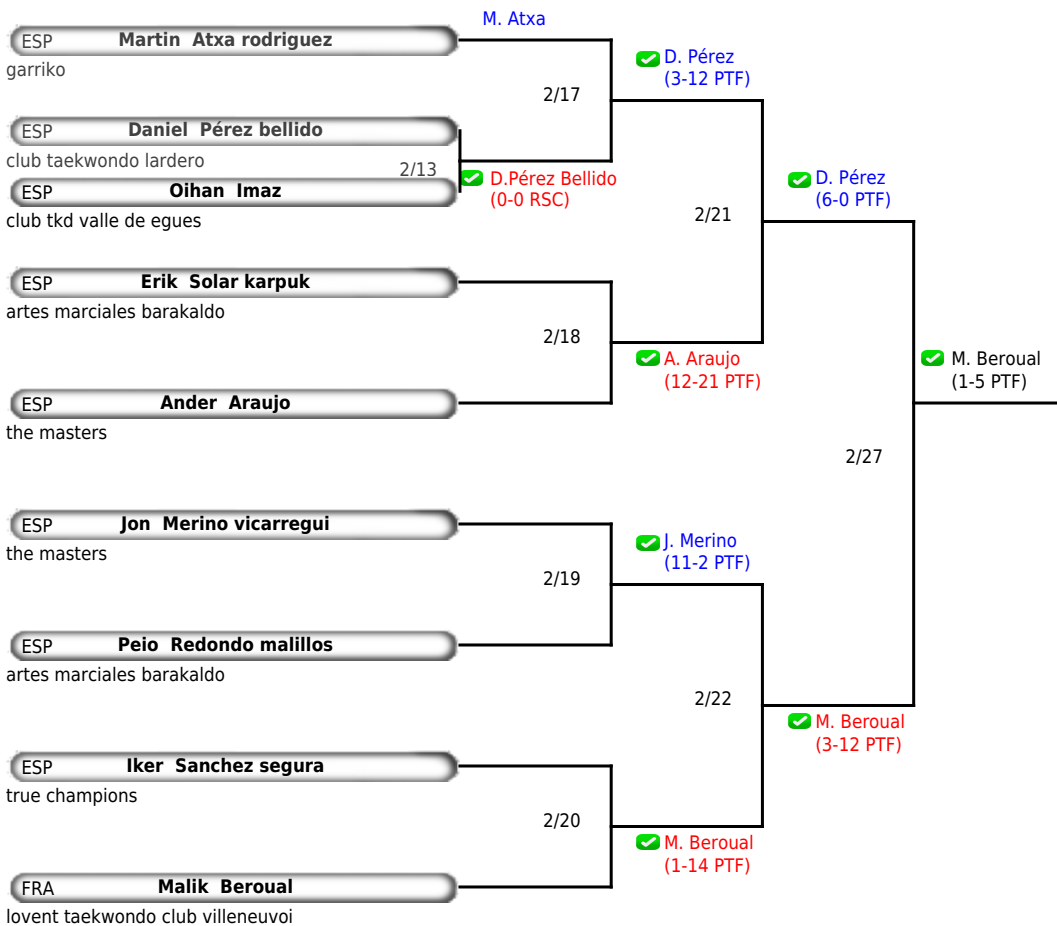 M. Atxa
ESP Martin Atxa rodriguez
garriko
D. Pérez
(3-12 PTF)
2/17
ESP Daniel Pérez bellido
club taekwondo lardero
2/13
D.Pérez Bellido
(0-0 RSC)
ESP Oihan Imaz
club tkd valle de egues
D. Pérez
(6-0 PTF)
2/21
ESP Erik Solar karpuk
artes marciales barakaldo
2/18
A. Araujo
(12-21 PTF)
M. Beroual
(1-5 PTF)
ESP Ander Araujo
the masters
2/27
ESP Jon Merino vicarregui
the masters
J. Merino
(11-2 PTF)
2/19
ESP Peio Redondo malillos
artes marciales barakaldo
2/22
M. Beroual
(3-12 PTF)
ESP Iker Sanchez segura
true champions
2/20
M. Beroual
(1-14 PTF)
FRA Malik Beroual
lovent taekwondo club villeneuvoi